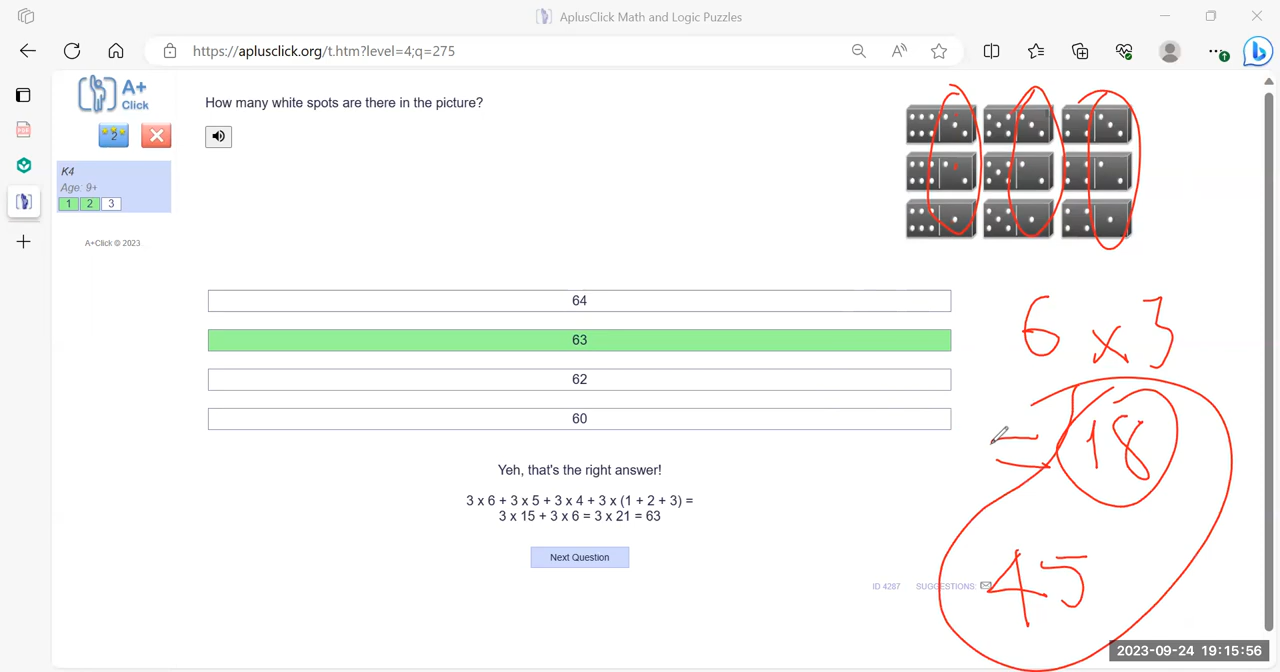 AplusClick Math and Logic Puzzles
https://aplusclick.org/t.htm?level=4;q=275
A+
Click
How many white spots are there in the picture?
2
K4
Age: 9+
1 2 3
A+Click © 2023
64
63
62
60
Yeh, that's the right answer!
3 x 6 + 3 x 5 + 3 x 4 + 3 x (1 + 2 + 3) =
3 x 15 + 3 x 6 = 3 x 21 = 63
Next Question
ID 4287 SUGGESTIONS:
6 x 3
= 18
45
2023-09-24 19:15:56